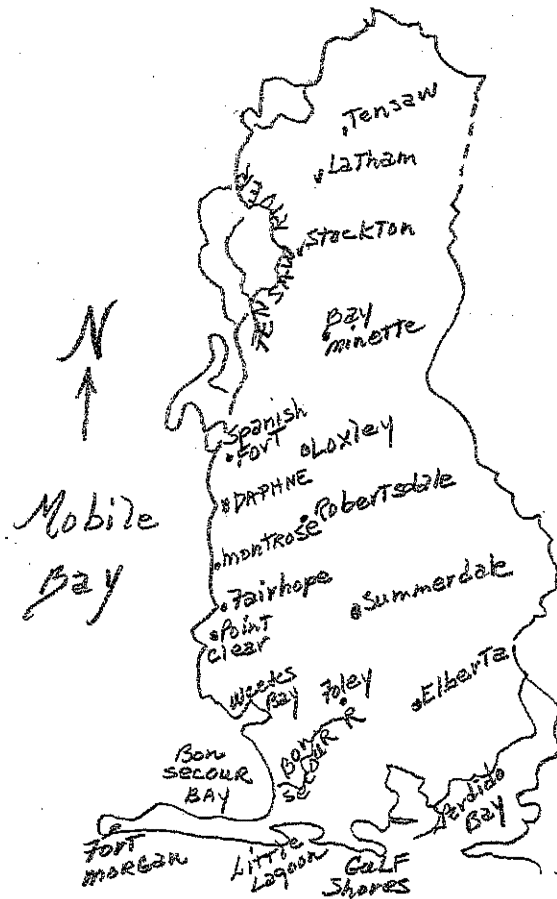 Tensaw
LaTham
RIVER
TENSAW
STockTon
Bay
minette
N
Spanish
ForT
Loxley
DAPHNE
Robertsdale
Mobile
Bay
monTrose
Fairhope
Summerdale
PoinT
clear
Weeks
Bay
Foley
ElberTa
Bon
SecouR R
Bon
secouR
BAY
Perdido
Bay
ForT
moRGan
LiTTle
Lagoon
GuLF
Shores